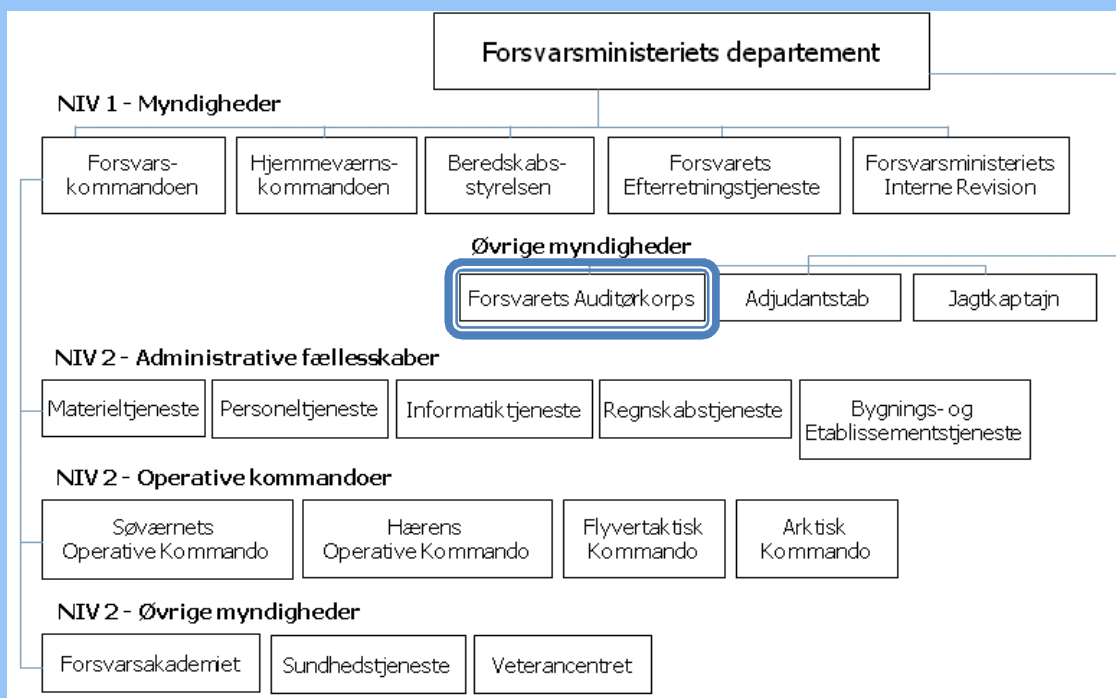 Forsvarsministeriets departement
NIV 1 - Myndigheder
Forsvars-
kommandoen
Hjemmeværns-
kommandoen
Beredskabs-
styrelsen
Forsvarets
Efterretningstjeneste
Forsvarsministeriets
Interne Revision
Øvrige myndigheder
Forsvarets Auditørkorps
Adjudantstab
Jagtkaptajn
NIV 2 - Administrative fællesskaber
Materieltjeneste
Personeltjeneste
Informatiktjeneste
Regnskabstjeneste
Bygnings- og
Etablissementstjeneste
NIV 2 - Operative kommandoer
Søværnets
Operative Kommando
Hærens
Operative Kommando
Flyvertaktisk
Kommando
Arktisk
Kommando
NIV 2 - Øvrige myndigheder
Forsvarsakademiet
Sundhedstjeneste
Veterancentret